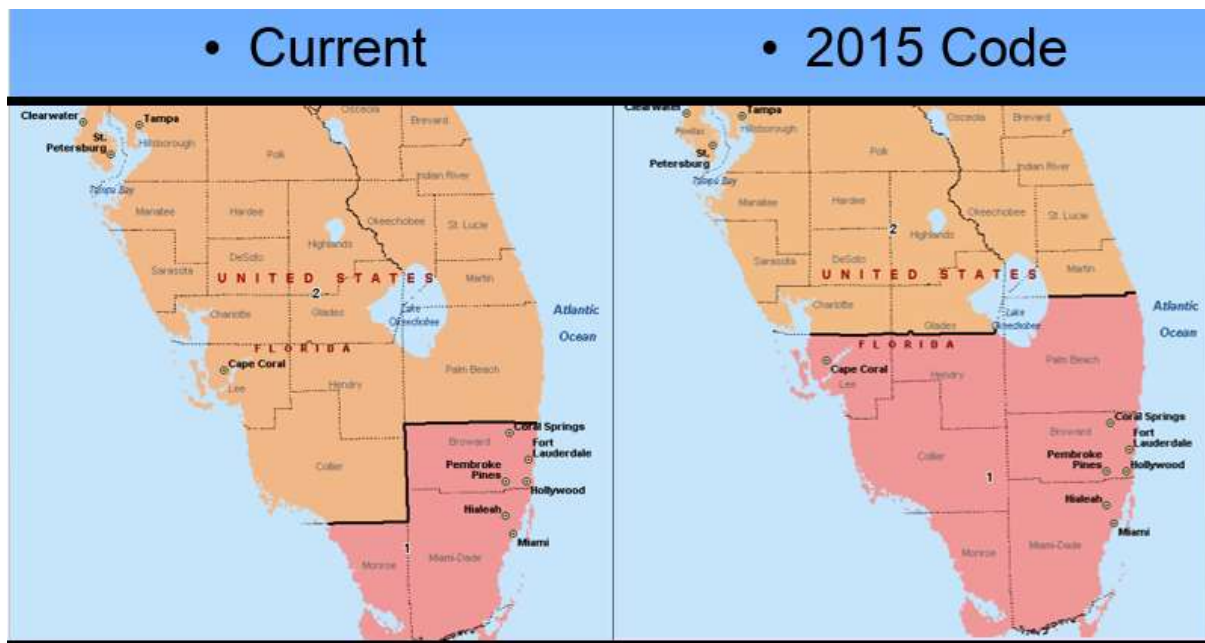 • Current
• 2015 Code
Clearwater
Tampa
St.
Petersburg
Hillsborough
Tampa Bay
Osceola
Brevard
Polk
Indian River
Manatee
Hardee
Okeechobee
St. Lucie
Highlands
DeSoto
Sarasota
UNITED STATES
Martin
2
Charlotte
Glades
Lake
Okeechobee
Atlantic
Ocean
FLORIDA
Cape Coral
Lee
Hendry
Palm Beach
Coral Springs
Broward
Fort
Lauderdale
Collier
Pembroke
Pines
Hollywood
Hialeah
Miami
1
Monroe
Miami-Dade
Clearwater
Tampa
Pinellas
St.
Petersburg
Hillsborough
Tampa Bay
Osceola
Brevard
Polk
Indian River
Manatee
Hardee
Okeechobee
St. Lucie
2
Highlands
DeSoto
Sarasota
UNITED STATES
Martin
Charlotte
Glades
Lake
Okeechobee
Atlantic
Ocean
FLORIDA
Cape Coral
Lee
Hendry
Palm Beach
Coral Springs
Broward
Fort
Lauderdale
Collier
Pembroke
Pines
Hollywood
1
Hialeah
Miami
Monroe
Miami-Dade